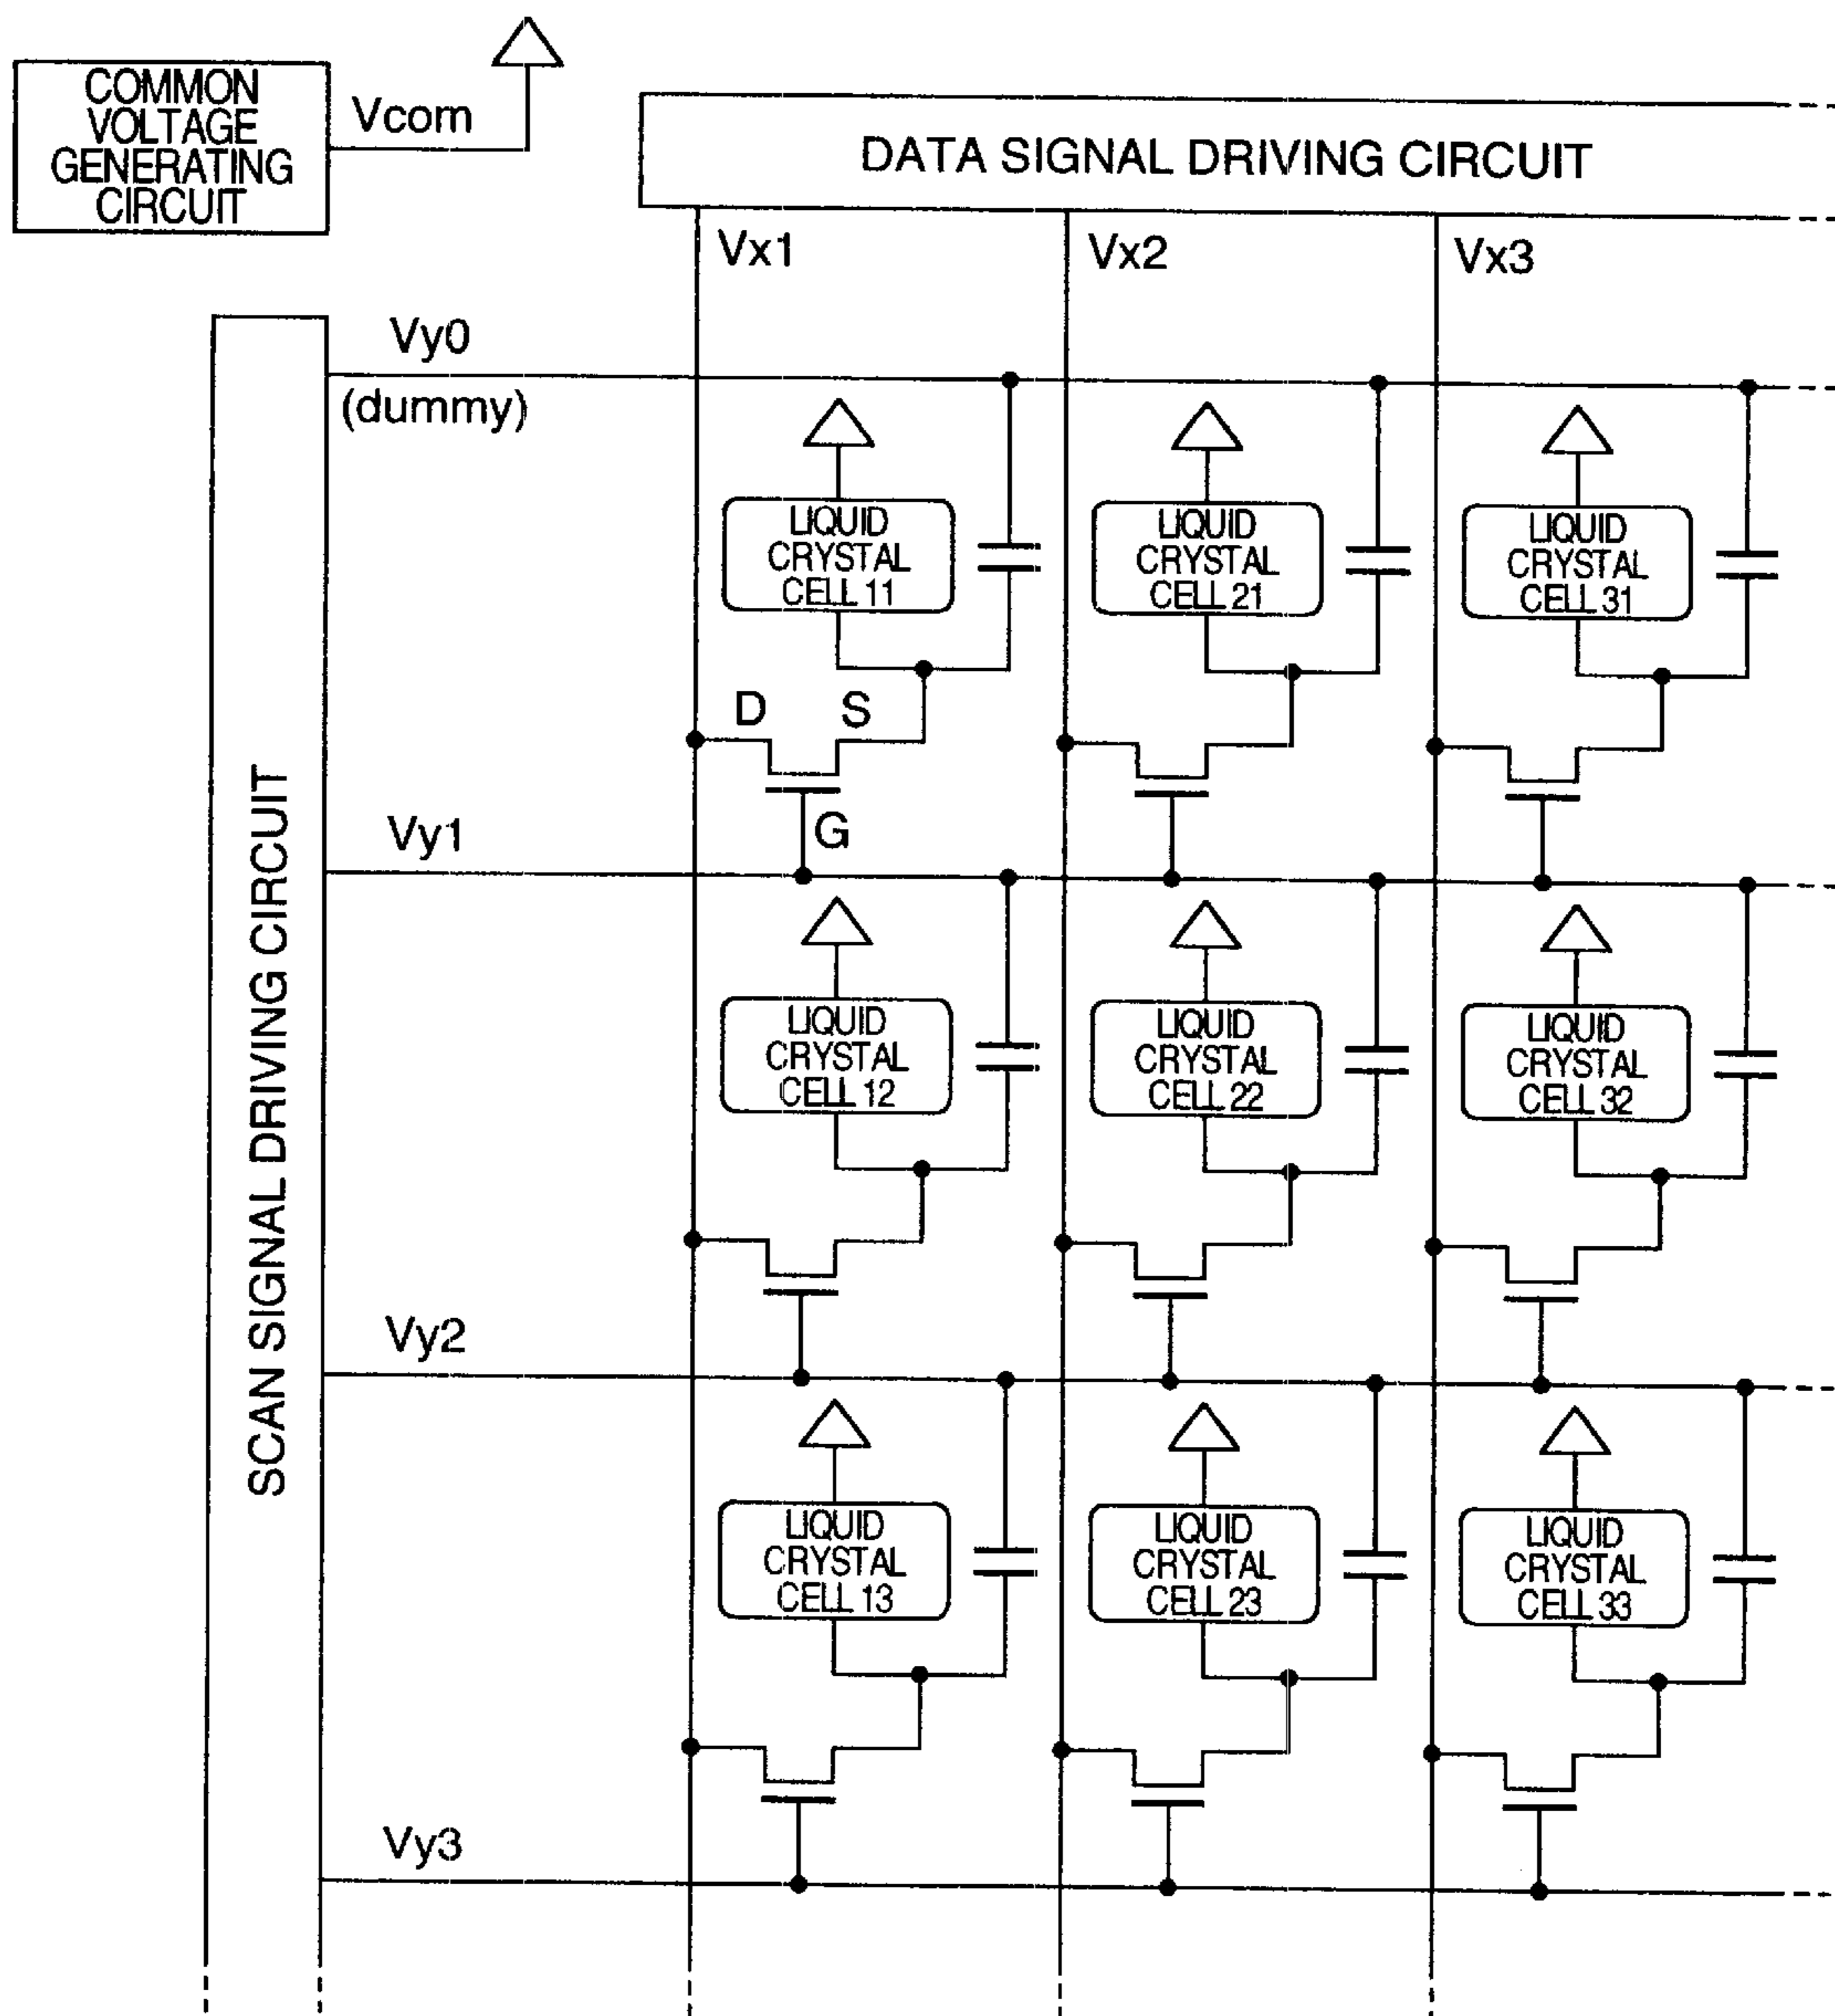 COMMON
VOLTAGE
GENERATING
CIRCUIT
Vcom
DATA SIGNAL DRIVING CIRCUIT
Vx1
Vx2
Vx3
SCAN SIGNAL DRIVING CIRCUIT
Vy0
(dummy)
LIQUID
CRYSTAL
CELL 11
LIQUID
CRYSTAL
CELL 21
LIQUID
CRYSTAL
CELL 31
D
S
G
Vy1
LIQUID
CRYSTAL
CELL 12
LIQUID
CRYSTAL
CELL 22
LIQUID
CRYSTAL
CELL 32
Vy2
LIQUID
CRYSTAL
CELL 13
LIQUID
CRYSTAL
CELL 23
LIQUID
CRYSTAL
CELL 33
Vy3